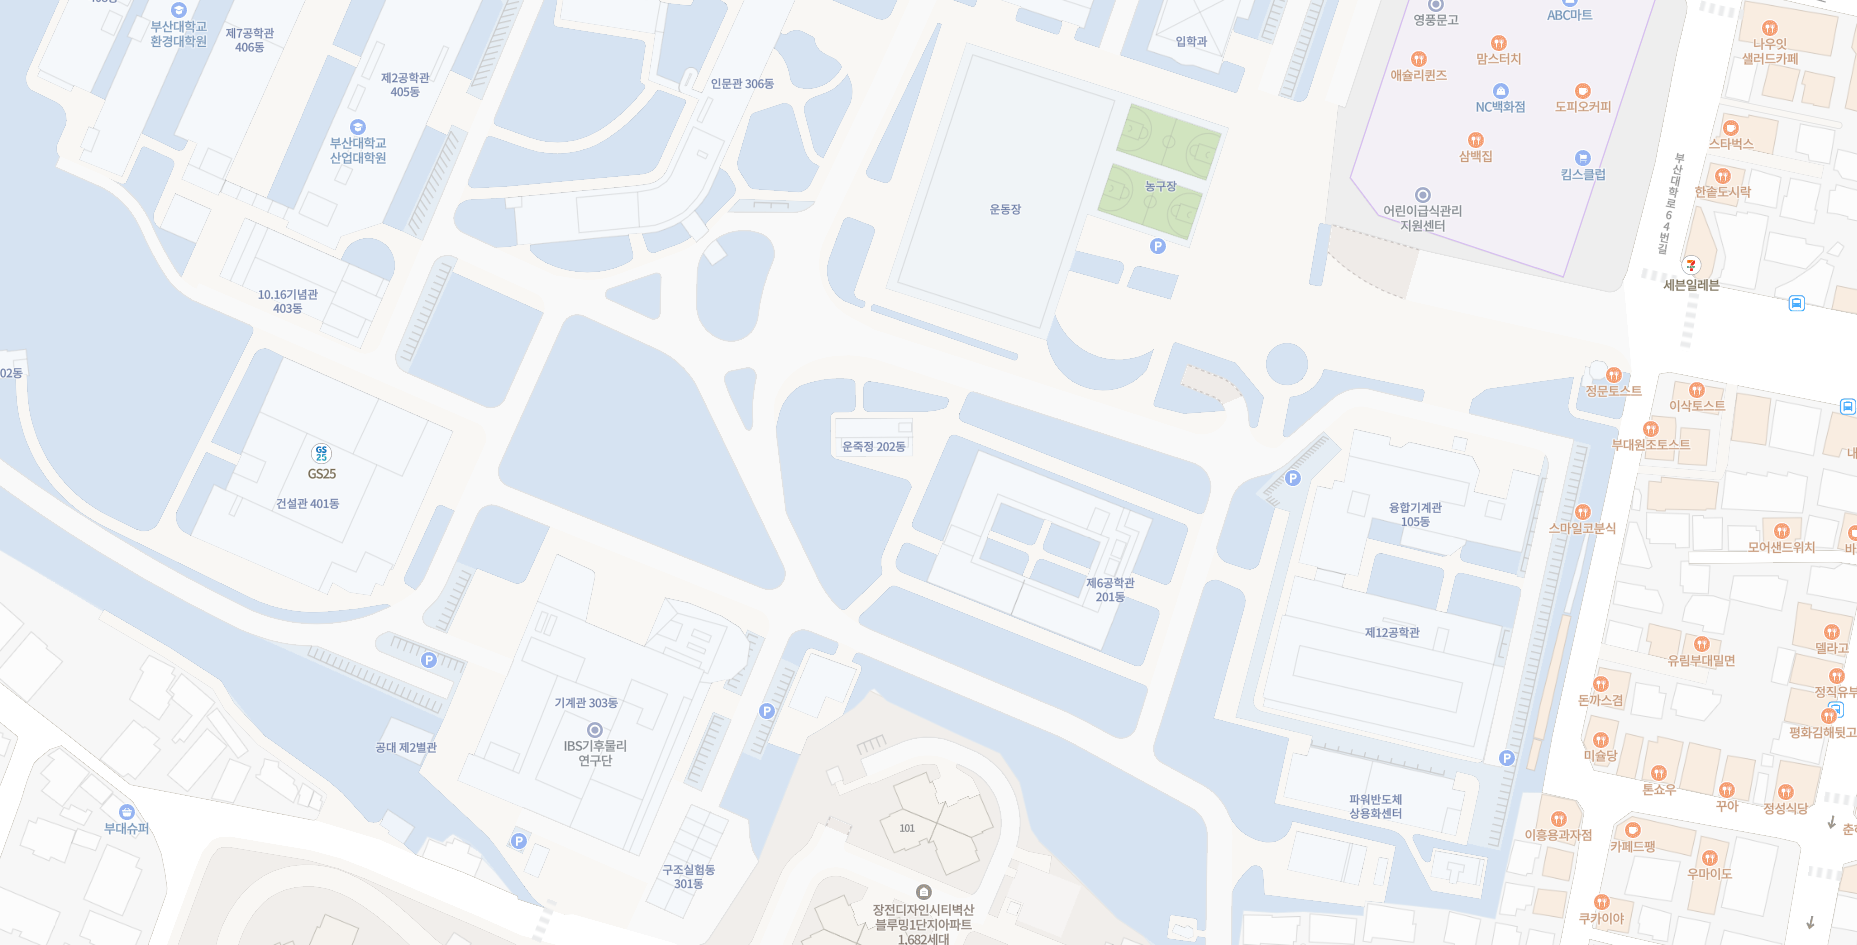 부산대학교
환경대학원
제7공학관
406동
제2공학관
405동
부산대학교
산업대학원
인문관 306동
입학과
영풍문고
ABC마트
애슐리퀸즈
맘스터치
NC백화점
도피오커피
삼백집
킴스클럽
어린이급식관리
지원센터
나우잇
샐러드카페
스타벅스
한솥도시락
부산대학로64번길
세븐일레븐
농구장
운동장
P
10.16기념관
403동
02동
GS25
GS25
건설관 401동
운죽정 202동
정문토스트
이삭토스트
부대원조토스트
내
P
융합기계관
105동
스마일코분식
모어샌드위치
바
제6공학관
201동
제12공학관
델라고
유림부대밀면
정직유부
돈까스겸
평화김해뒷고
P
기계관 303동
IBS기후물리
연구단
P
공대 제2별관
미슐당
P
톤쇼우
꾸아
정성식당
파워반도체
상용화센터
부대슈퍼
101
이흥용과자점
카페드팽
춘
P
구조실험동
301동
우마이도
장전디자인시티벽산
블루밍1단지아파트
1,682세대
쿠카이야